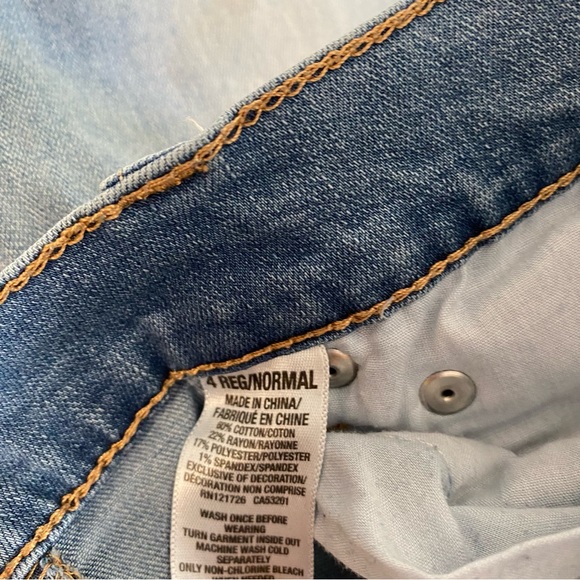 4 REG/NORMAL
MADE IN CHINA/
FABRIQUÉ EN CHINE
60% COTTON/COTON
22% RAYON/RAYONNE
17% POLYESTER/POLYESTER
1% SPANDEX/SPANDEX
EXCLUSIVE OF DECORATION/
DÉCORATION NON COMPRISE
RN121726 CA53201
WASH ONCE BEFORE
WEARING
TURN GARMENT INSIDE OUT
MACHINE WASH COLD
SEPARATELY
ONLY NON-CHLORINE BLEACH
WHEN NEEDED